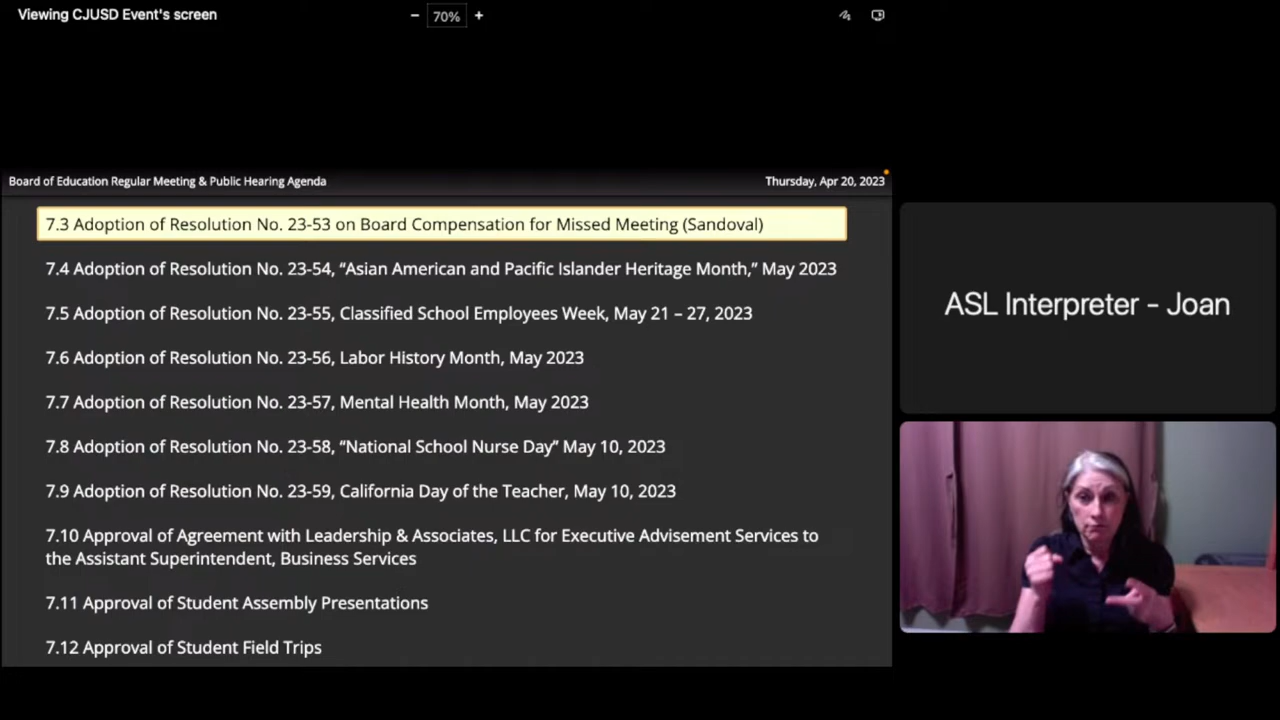 Viewing CJUSD Event's screen
− 70% +
Board of Education Regular Meeting & Public Hearing Agenda
Thursday, Apr 20, 2023
7.3 Adoption of Resolution No. 23-53 on Board Compensation for Missed Meeting (Sandoval)
7.4 Adoption of Resolution No. 23-54, “Asian American and Pacific Islander Heritage Month,” May 2023
7.5 Adoption of Resolution No. 23-55, Classified School Employees Week, May 21 – 27, 2023
7.6 Adoption of Resolution No. 23-56, Labor History Month, May 2023
7.7 Adoption of Resolution No. 23-57, Mental Health Month, May 2023
7.8 Adoption of Resolution No. 23-58, “National School Nurse Day” May 10, 2023
7.9 Adoption of Resolution No. 23-59, California Day of the Teacher, May 10, 2023
7.10 Approval of Agreement with Leadership & Associates, LLC for Executive Advisement Services to
the Assistant Superintendent, Business Services
7.11 Approval of Student Assembly Presentations
7.12 Approval of Student Field Trips
ASL Interpreter - Joan